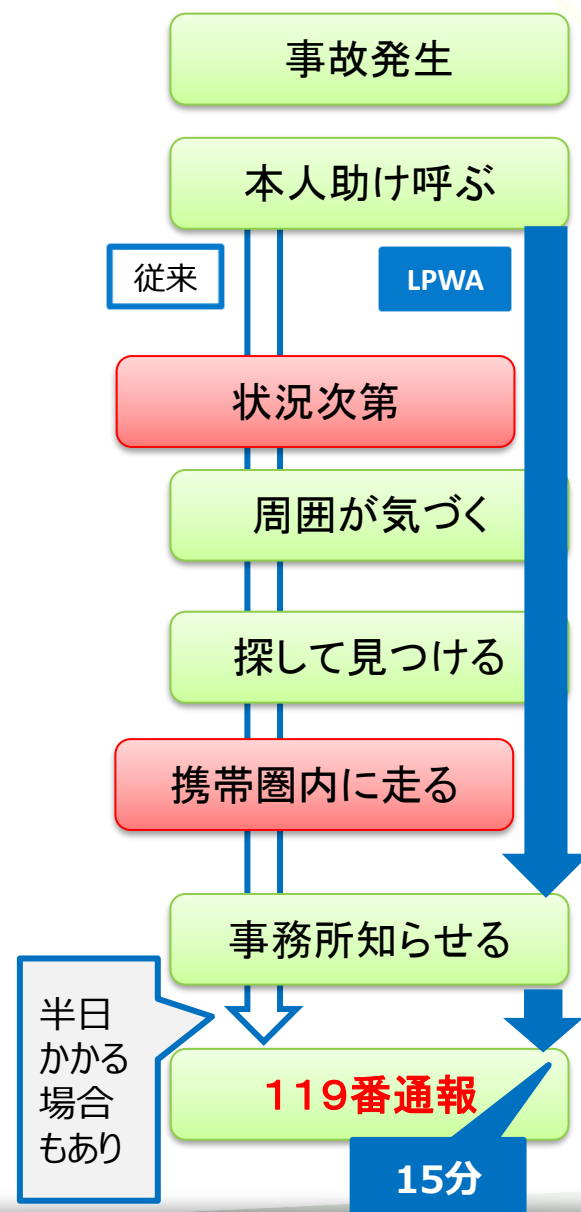 事故発生
本人助け呼ぶ
従来
LPWA
状況次第
周囲が気づく
探して見つける
携帯圏内に走る
事務所知らせる
半日
かかる
場合
もあり
119番通報
15分